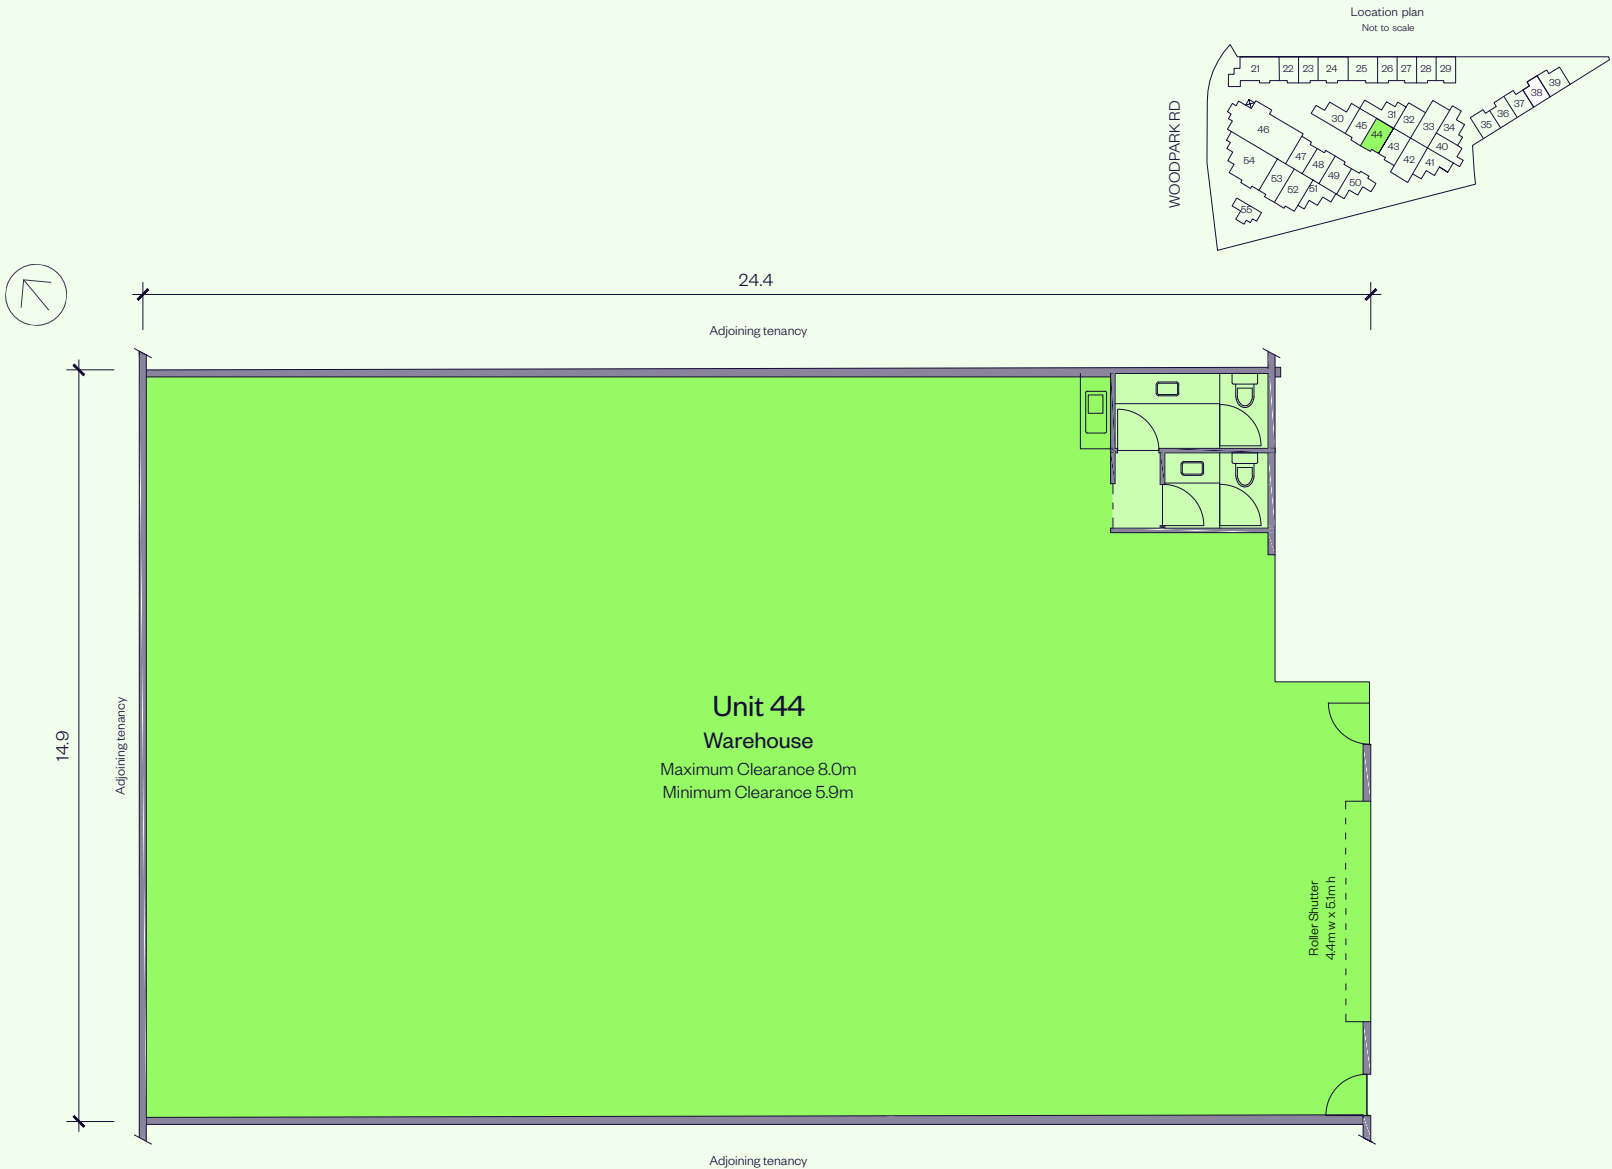 Location plan
Not to scale
21 22 23 24 25 26 27 28 29
39
38
37
36
35
30
45
44
31
32
33
34
43
42
40
41
46
54
47
48
49
50
53
52
51
55
WOODPARK RD
24.4
Adjoining tenancy
14.9
Adjoining tenancy
Unit 44
Warehouse
Maximum Clearance 8.0m
Minimum Clearance 5.9m
Roller Shutter
4.4m w x 5.1m h
Adjoining tenancy